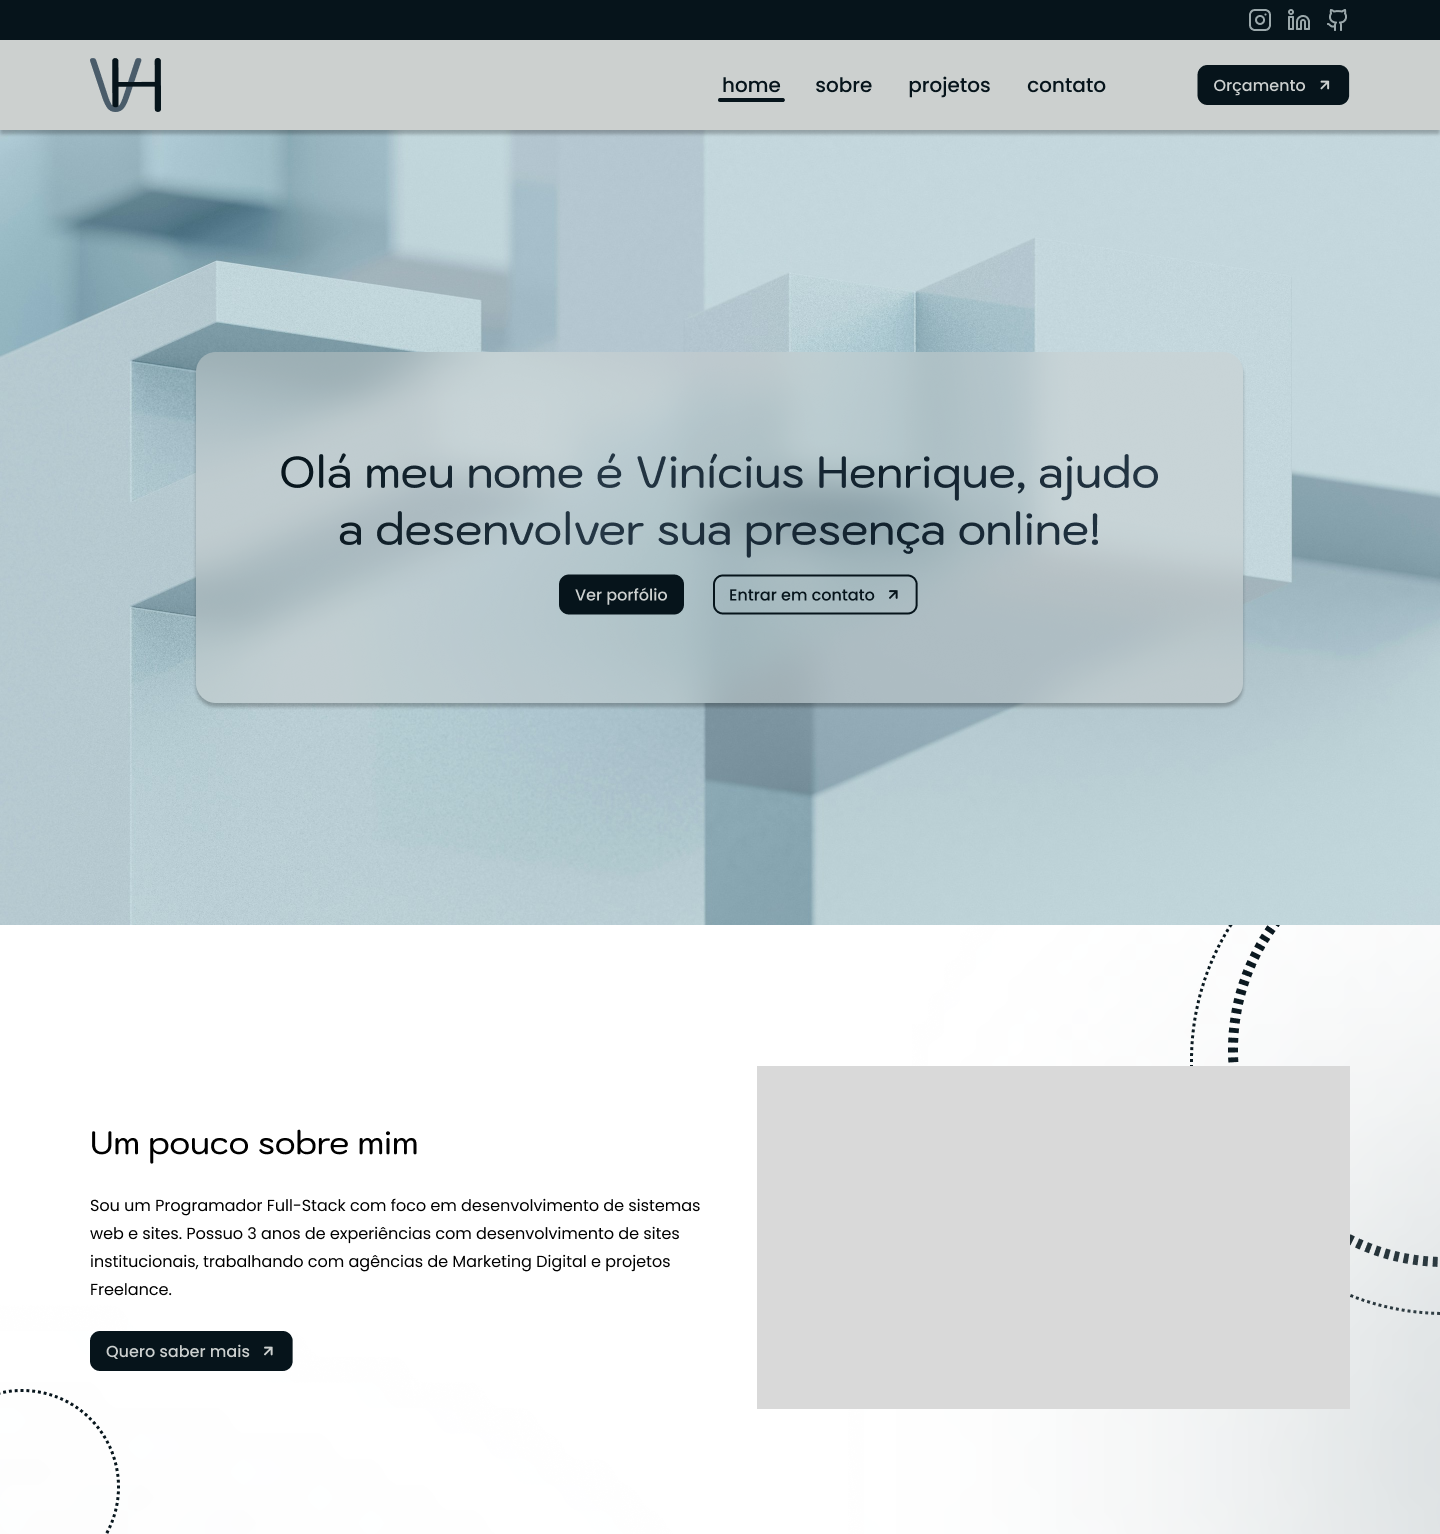 VH
home sobre projetos contato Orçamento
Olá meu nome é Vinícius Henrique, ajudo
a desenvolver sua presença online!
Ver porfólio Entrar em contato
Um pouco sobre mim
Sou um Programador Full-Stack com foco em desenvolvimento de sistemas
web e sites. Possuo 3 anos de experiências com desenvolvimento de sites
institucionais, trabalhando com agências de Marketing Digital e projetos
Freelance.
Quero saber mais